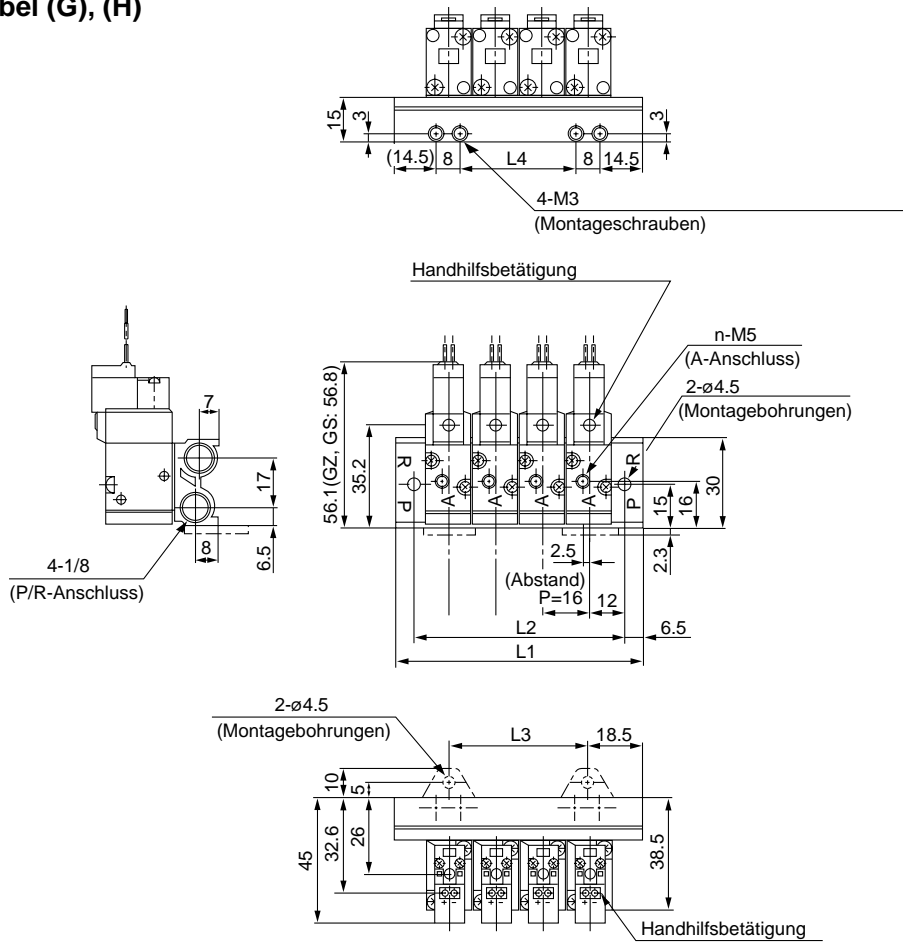 bel (G), (H)
15
3
3
(14.5)
8
L4
8
14.5
4-M3
(Montageschrauben)
Handhilfsbetätigung
n-M5
(A-Anschluss)
2-ø4.5
(Montagebohrungen)
7
17
6.5
8
4-1/8
(P/R-Anschluss)
56.1(GZ, GS: 56.8)
35.2
R
P
A
A
A
A
R
P
15
16
30
2.3
2.5
(Abstand)
P=16
12
L2
6.5
L1
2-ø4.5
(Montagebohrungen)
L3
18.5
10
5
45
32.6
26
38.5
+ -
+ -
+ -
+ -
Handhilfsbetätigung